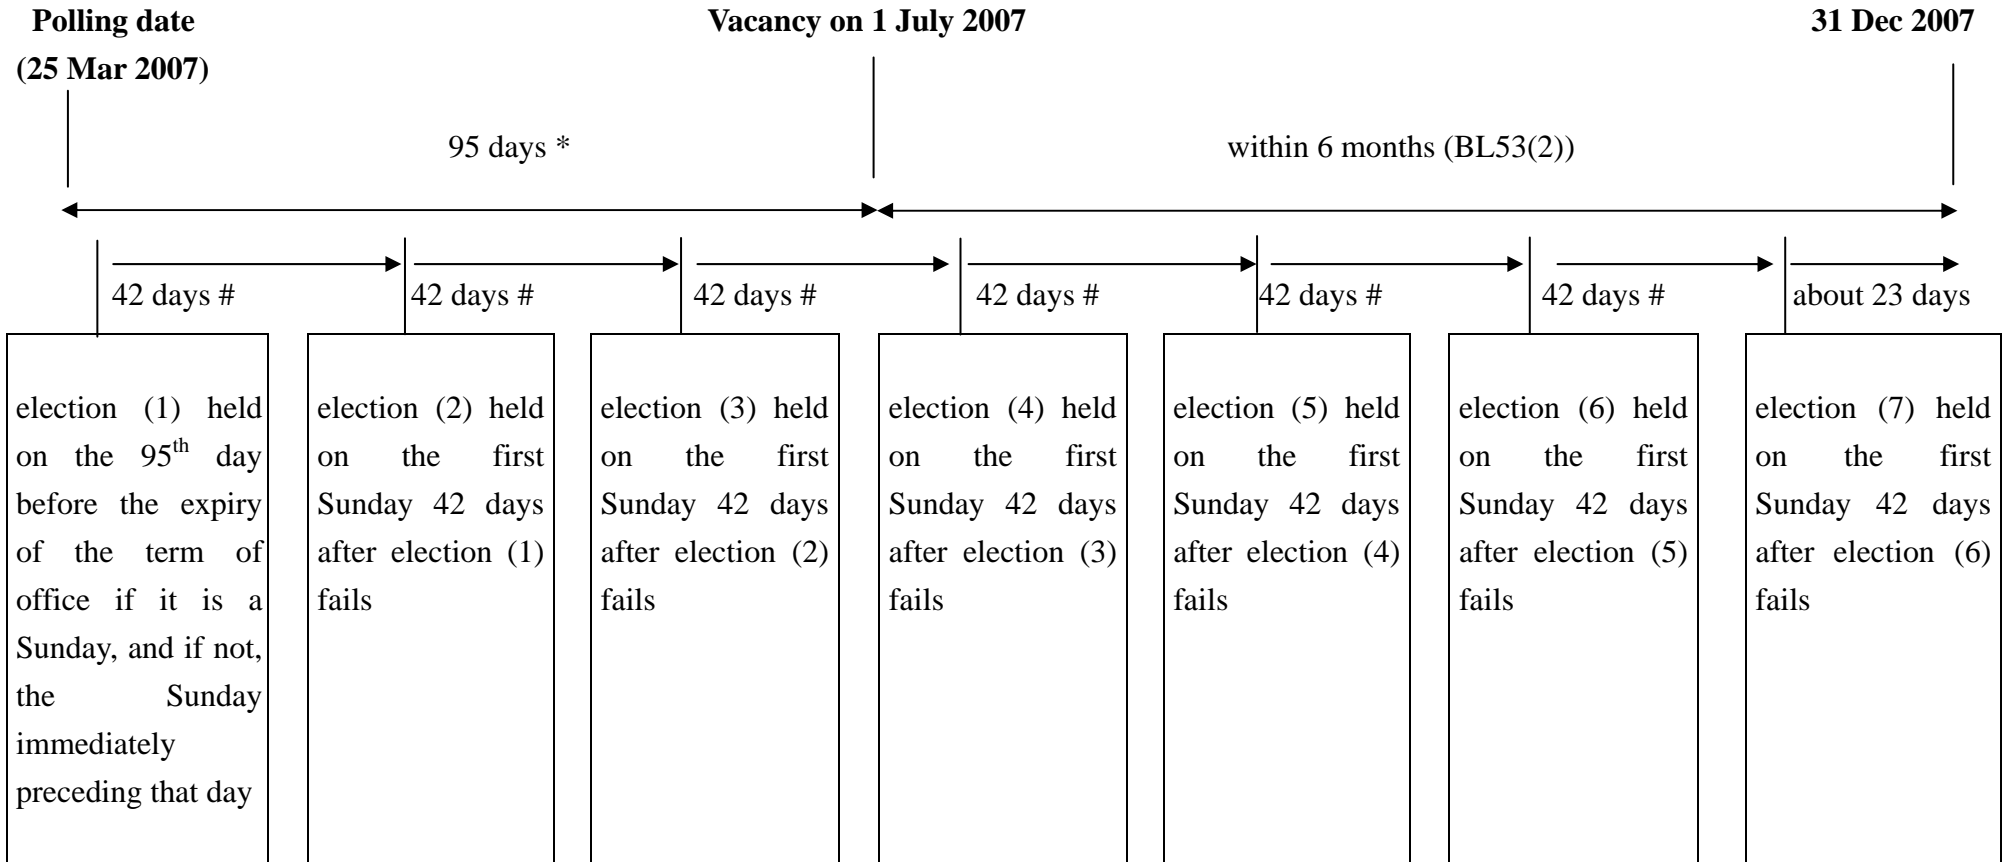 Polling date
(25 Mar 2007)
Vacancy on 1 July 2007
31 Dec 2007
95 days *
within 6 months (BL53(2))
42 days #
42 days #
42 days #
42 days #
42 days #
42 days #
about 23 days
election (1) held
on the 95th day
before the expiry
of the term of
office if it is a
Sunday, and if not,
the Sunday
immediately
preceding that day
election (2) held
on the first
Sunday 42 days
after election (1)
fails
election (3) held
on the first
Sunday 42 days
after election (2)
fails
election (4) held
on the first
Sunday 42 days
after election (3)
fails
election (5) held
on the first
Sunday 42 days
after election (4)
fails
election (6) held
on the first
Sunday 42 days
after election (5)
fails
election (7) held
on the first
Sunday 42 days
after election (6)
fails